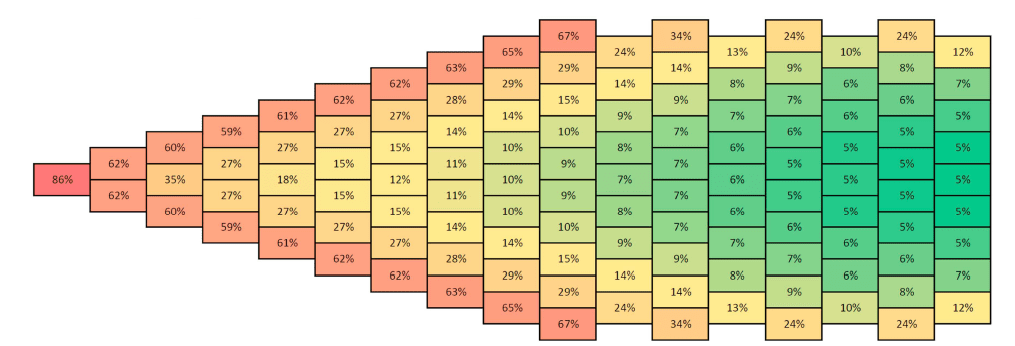 67% 34% 24% 24%
65% 24% 13% 10% 12%
63% 29% 14% 9% 8%
62% 29% 14% 8% 6% 7%
62% 28% 15% 9% 7% 6%
61% 27% 14% 9% 7% 6% 5%
59% 27% 14% 10% 7% 6% 5%
60% 27% 15% 10% 8% 6% 5% 5%
62% 27% 15% 11% 9% 7% 5% 5%
86% 35% 18% 12% 10% 7% 6% 5% 5%
62% 27% 15% 11% 9% 7% 5% 5%
60% 27% 15% 10% 8% 6% 5% 5%
59% 27% 14% 10% 7% 6% 5%
61% 27% 14% 9% 7% 6% 5%
62% 28% 15% 9% 7% 6%
62% 29% 14% 8% 6% 7%
63% 29% 14% 9% 8%
65% 24% 13% 10% 12%
67% 34% 24% 24%